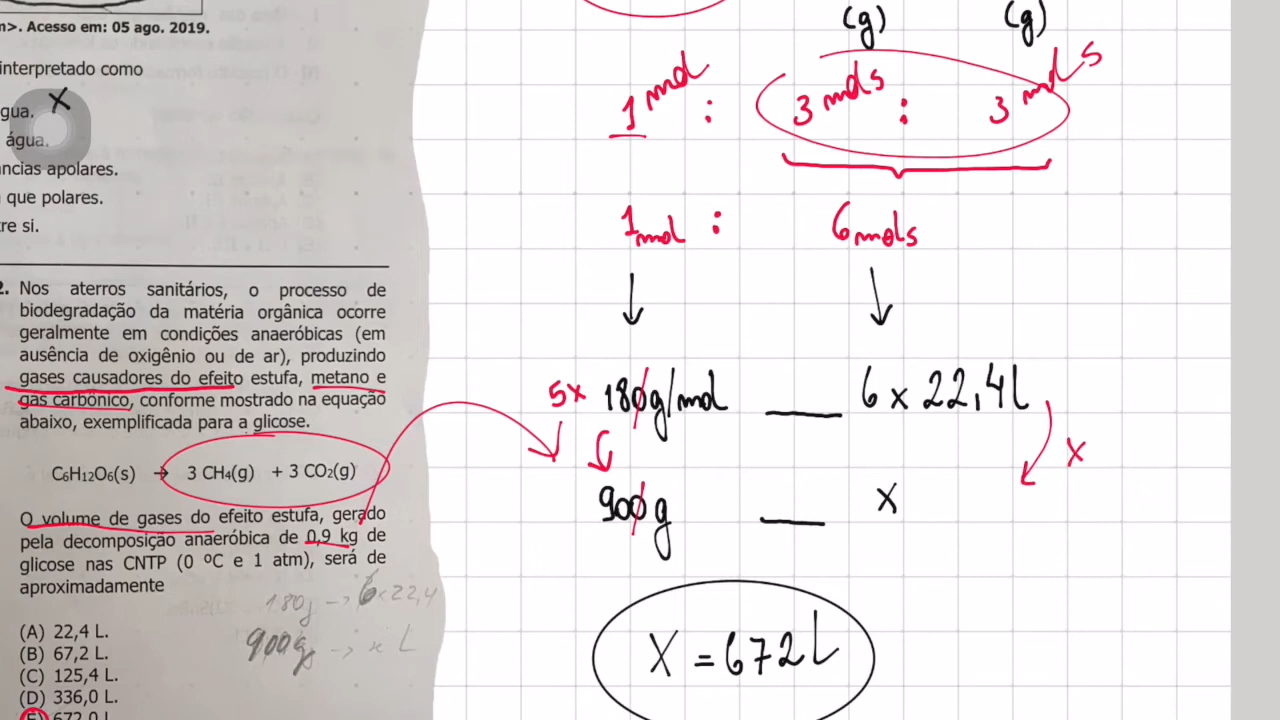 m>. Acesso em: 05 ago. 2019.
interpretado como
gua. X
água.
ncias apolares.
que polares.
re si.
2. Nos aterros sanitários, o processo de
biodegradação da matéria orgânica ocorre
geralmente em condições anaeróbicas (em
ausência de oxigênio ou de ar), produzindo
gases causadores do efeito estufa, metano e
gás carbônico, conforme mostrado na equação
abaixo, exemplificada para a glicose.
C₆H₁₂O₆(s) → 3 CH₄(g) + 3 CO₂(g)
O volume de gases do efeito estufa, gerado
pela decomposição anaeróbica de 0,9 kg de
glicose nas CNTP (0 ºC e 1 atm), será de
aproximadamente
180g → 6x22,4
900g → x L
(A) 22,4 L.
(B) 67,2 L.
(C) 125,4 L.
(D) 336,0 L.
(E) 672,0 L
(g) (g)
1 mol : 3 mols : 3 mols
1 mol : 6 mols
5x 180g/mol ___ 6 x 22,4L
x
900g ___ X
X = 672L